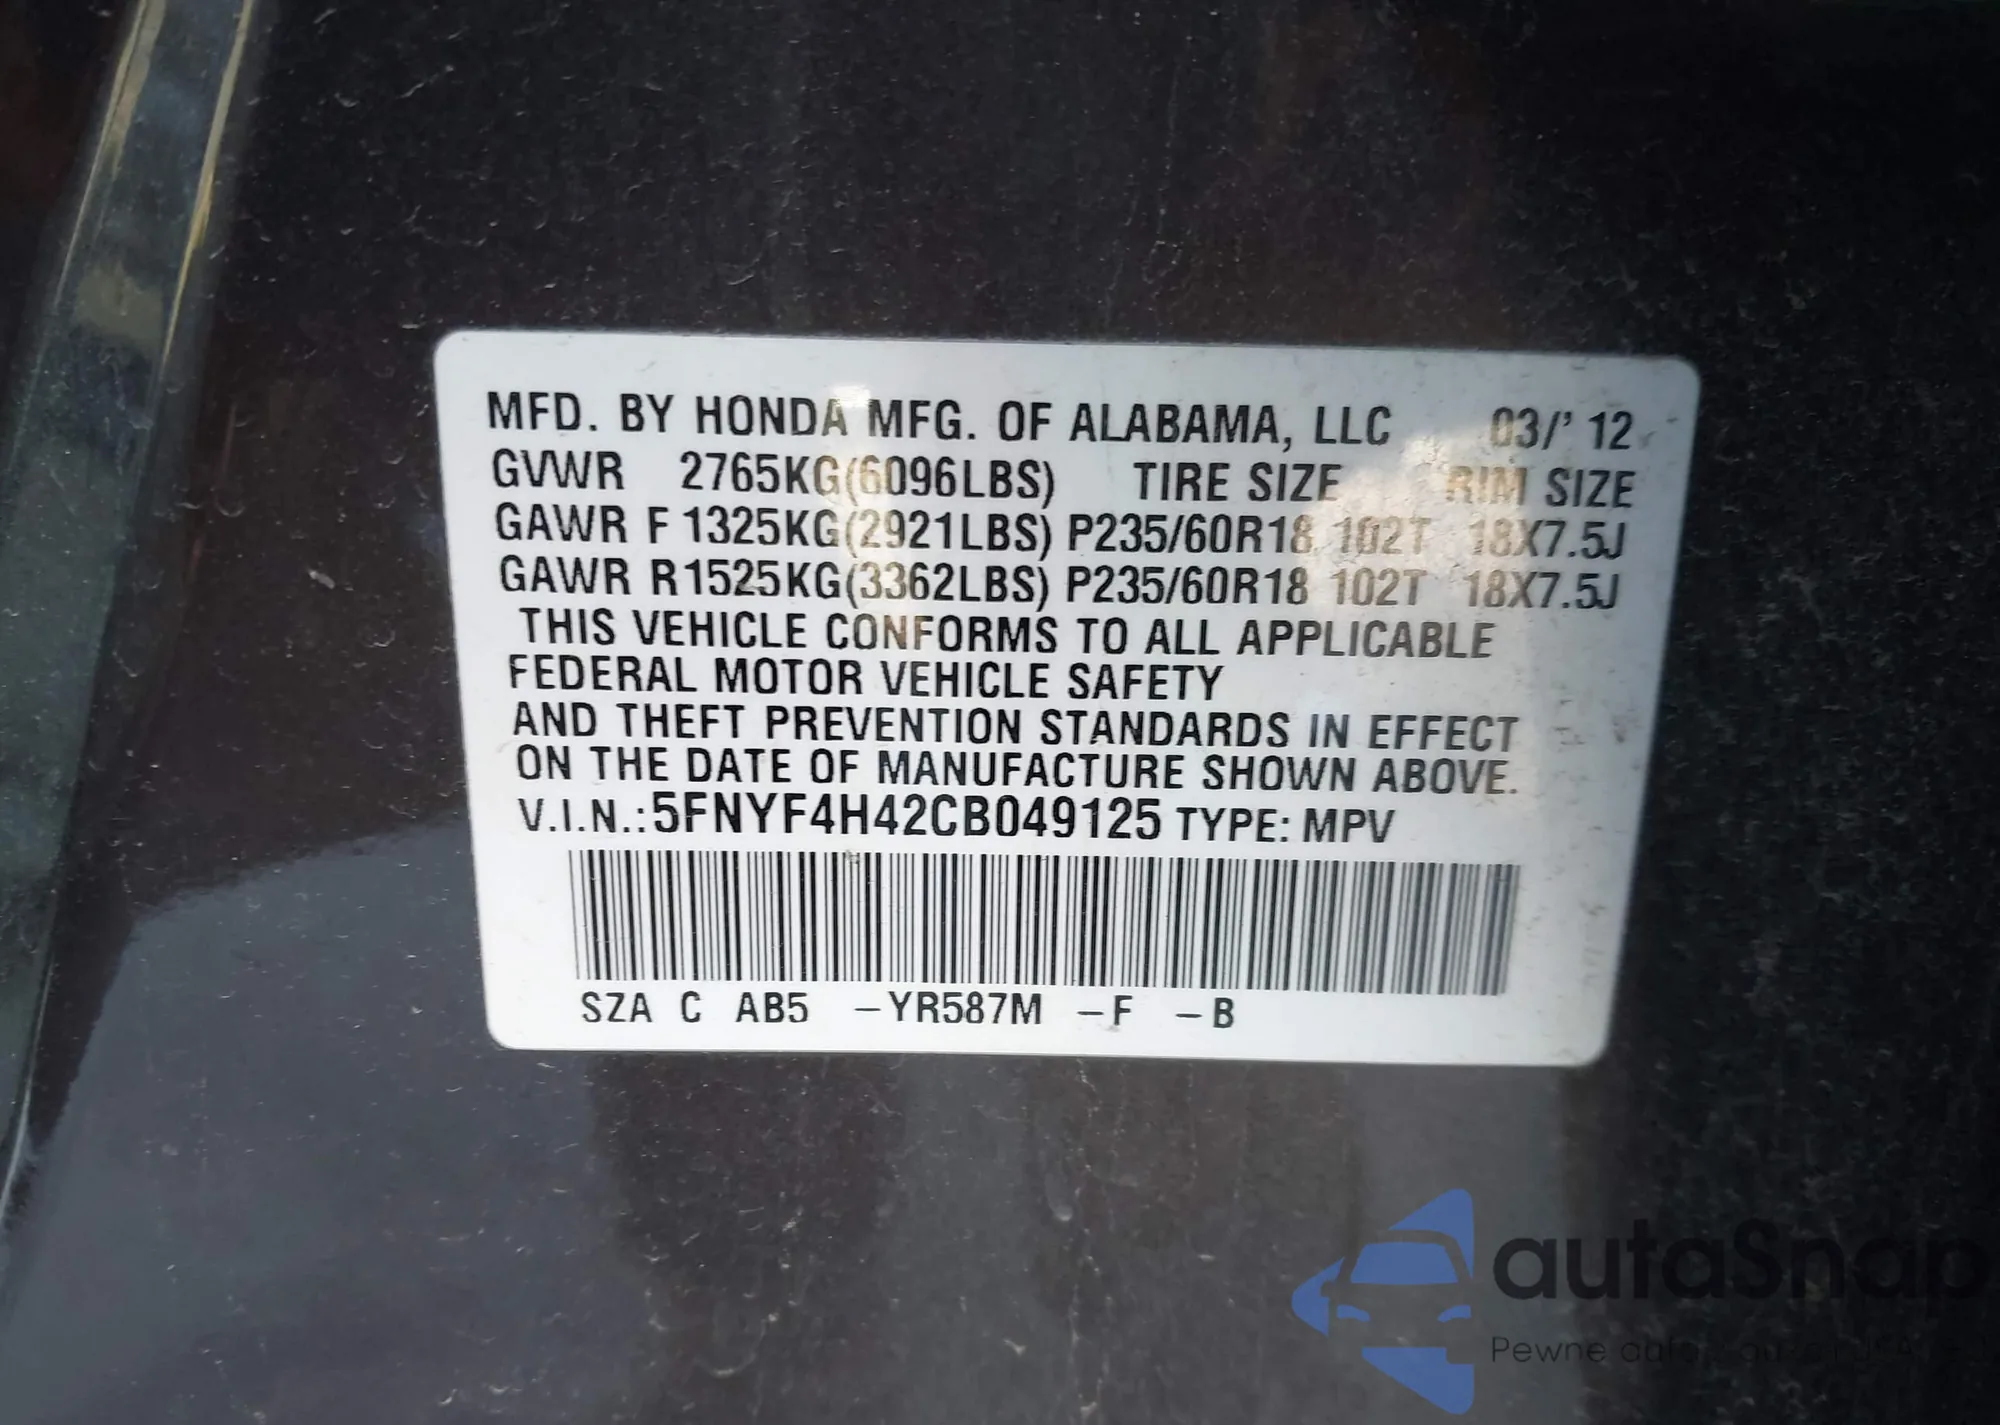 MFD. BY HONDA MFG. OF ALABAMA, LLC 03/' 12
GVWR 2765KG(6096LBS) TIRE SIZE RIM SIZE
GAWR F 1325KG(2921LBS) P235/60R18 102T 18X7.5J
GAWR R1525KG(3362LBS) P235/60R18 102T 18X7.5J
THIS VEHICLE CONFORMS TO ALL APPLICABLE
FEDERAL MOTOR VEHICLE SAFETY
AND THEFT PREVENTION STANDARDS IN EFFECT
ON THE DATE OF MANUFACTURE SHOWN ABOVE.
V.I.N.:5FNYF4H42CB049125 TYPE: MPV
SZA C AB5 –YR587M –F –B
autaSnap
Pewne